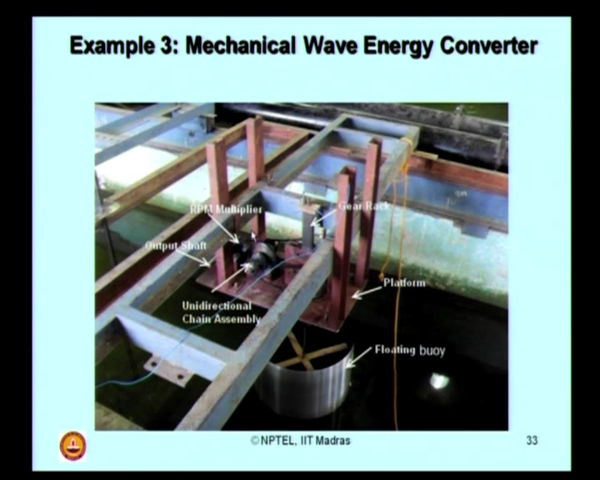 Example 3: Mechanical Wave Energy Converter
RPM Multiplier
Gear Rack
Output Shaft
Unidirectional
Chain Assembly
Platform
Floating buoy
©NPTEL, IIT Madras
33